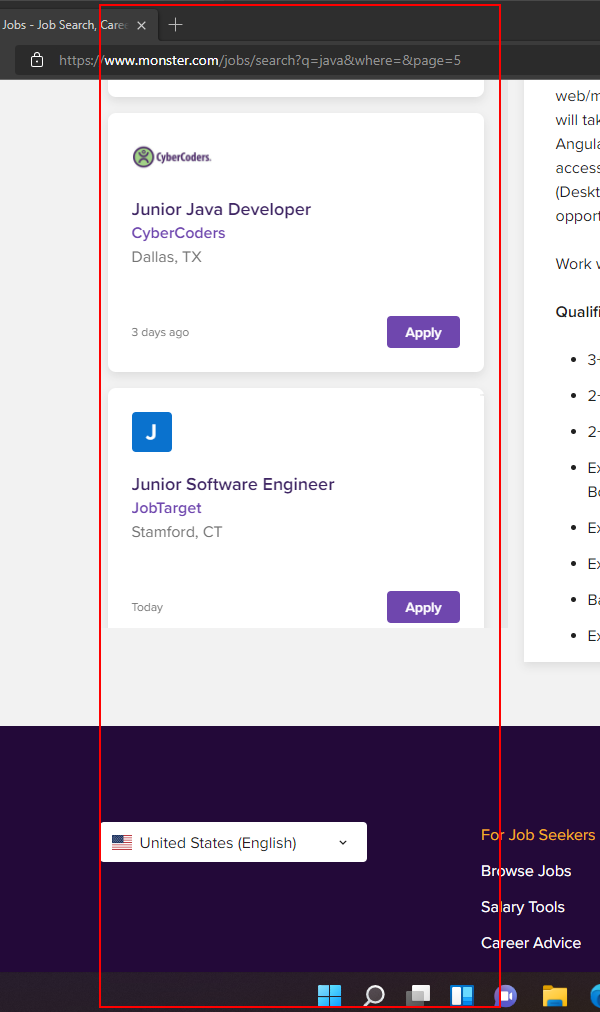 Jobs - Job Search, Caree
https://www.monster.com/jobs/search?q=java&where=&page=5
CyberCoders.
Junior Java Developer
CyberCoders
Dallas, TX
3 days ago
Apply
J
Junior Software Engineer
JobTarget
Stamford, CT
Today
Apply
web/m
will tak
Angula
access
(Deskt
opport
Work w
Qualifi
3+
2+
2+
Ex
Bo
Ex
Ex
Ba
Ex
United States (English)
For Job Seekers
Browse Jobs
Salary Tools
Career Advice